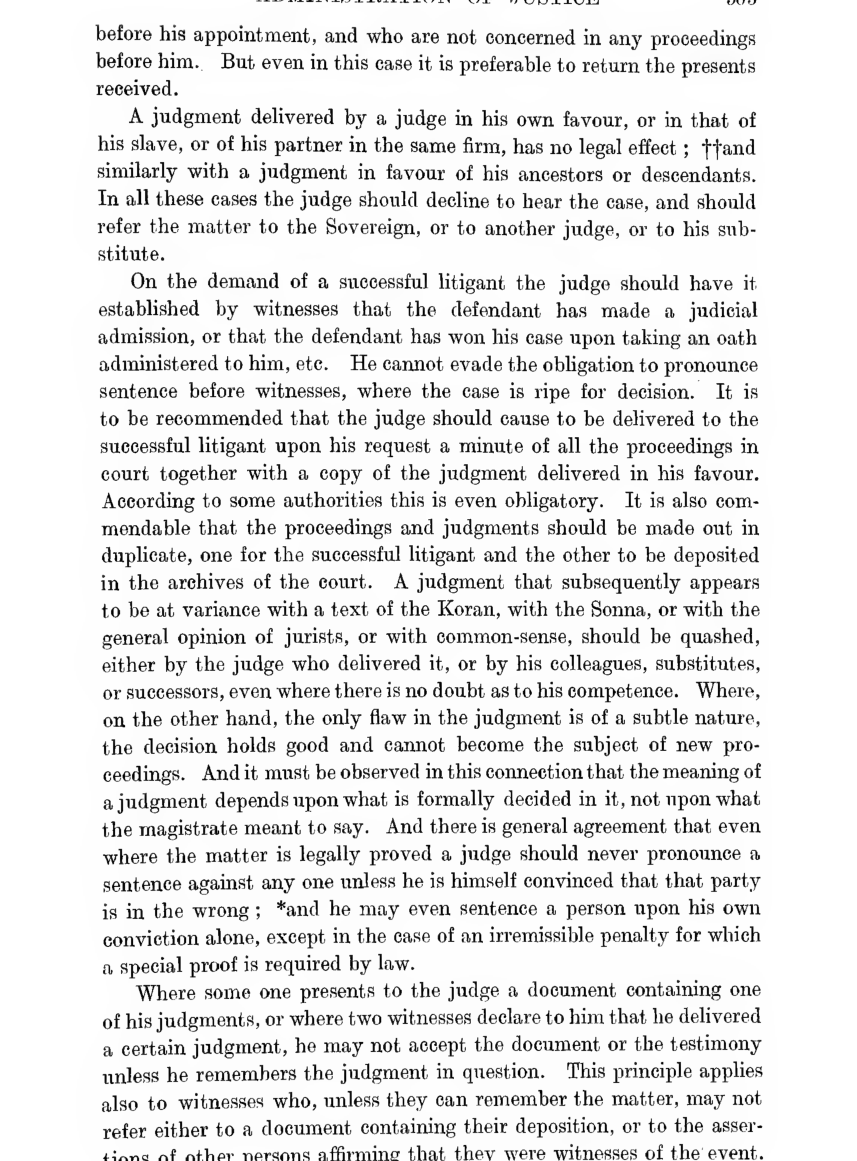 before his appointment, and who are not concerned in any proceedings
before him. But even in this case it is preferable to return the presents
received.
A judgment delivered by a judge in his own favour, or in that of
his slave, or of his partner in the same firm, has no legal effect ; ††and
similarly with a judgment in favour of his ancestors or descendants.
In all these cases the judge should decline to hear the case, and should
refer the matter to the Sovereign, or to another judge, or to his sub-
stitute.
On the demand of a successful litigant the judge should have it
established by witnesses that the defendant has made a judicial
admission, or that the defendant has won his case upon taking an oath
administered to him, etc. He cannot evade the obligation to pronounce
sentence before witnesses, where the case is ripe for decision. It is
to be recommended that the judge should cause to be delivered to the
successful litigant upon his request a minute of all the proceedings in
court together with a copy of the judgment delivered in his favour.
According to some authorities this is even obligatory. It is also com-
mendable that the proceedings and judgments should be made out in
duplicate, one for the successful litigant and the other to be deposited
in the archives of the court. A judgment that subsequently appears
to be at variance with a text of the Koran, with the Sonna, or with the
general opinion of jurists, or with common-sense, should be quashed,
either by the judge who delivered it, or by his colleagues, substitutes,
or successors, even where there is no doubt as to his competence. Where,
on the other hand, the only flaw in the judgment is of a subtle nature,
the decision holds good and cannot become the subject of new pro-
ceedings. And it must be observed in this connection that the meaning of
a judgment depends upon what is formally decided in it, not upon what
the magistrate meant to say. And there is general agreement that even
where the matter is legally proved a judge should never pronounce a
sentence against any one unless he is himself convinced that that party
is in the wrong ; *and he may even sentence a person upon his own
conviction alone, except in the case of an irremissible penalty for which
a special proof is required by law.
Where some one presents to the judge a document containing one
of his judgments, or where two witnesses declare to him that he delivered
a certain judgment, he may not accept the document or the testimony
unless he remembers the judgment in question. This principle applies
also to witnesses who, unless they can remember the matter, may not
refer either to a document containing their deposition, or to the asser-
tions of other persons affirming that they were witnesses of the event.